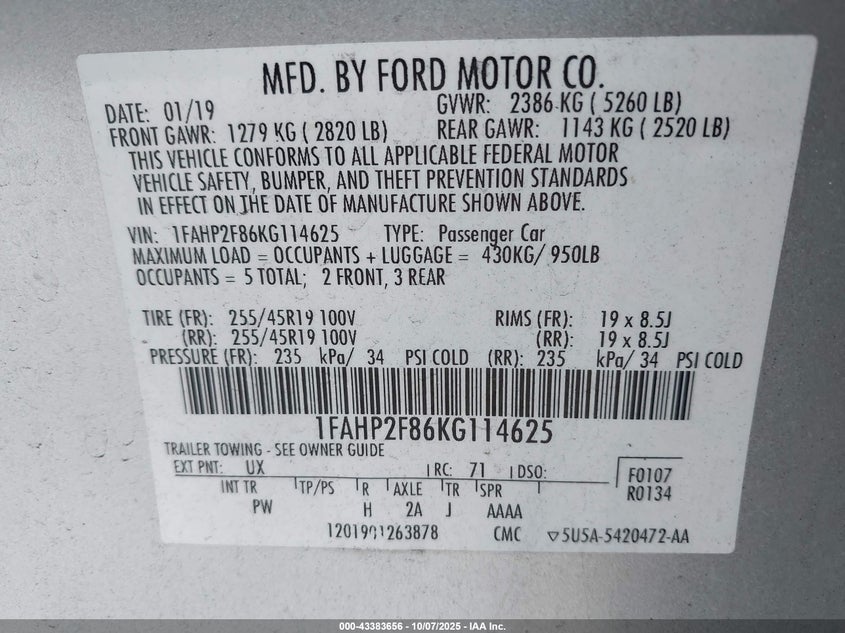 MFD. BY FORD MOTOR CO.
DATE: 01/19 GVWR: 2386 KG ( 5260 LB)
FRONT GAWR: 1279 KG ( 2820 LB) REAR GAWR: 1143 KG ( 2520 LB)
THIS VEHICLE CONFORMS TO ALL APPLICABLE FEDERAL MOTOR
VEHICLE SAFETY, BUMPER, AND THEFT PREVENTION STANDARDS
IN EFFECT ON THE DATE OF MANUFACTURE SHOWN ABOVE.
VIN: 1FAHP2F86KG114625 TYPE: Passenger Car
MAXIMUM LOAD = OCCUPANTS + LUGGAGE = 430KG/ 950LB
OCCUPANTS = 5 TOTAL; 2 FRONT, 3 REAR
TIRE (FR): 255/45R19 100V RIMS (FR): 19 x 8.5J
(RR): 255/45R19 100V (RR): 19 x 8.5J
PRESSURE (FR): 235 kPa/ 34 PSI COLD (RR): 235 kPa/ 34 PSI COLD
1FAHP2F86KG114625
TRAILER TOWING - SEE OWNER GUIDE
EXT PNT: UX RC: 71 DSO: F0107
INT TR TP/PS R AXLE TR SPR R0134
PW H 2A J AAAA
1201901263878 CMC ▽5U5A-5420472-AA
000-43383656 - 10/07/2025 - IAA Inc.